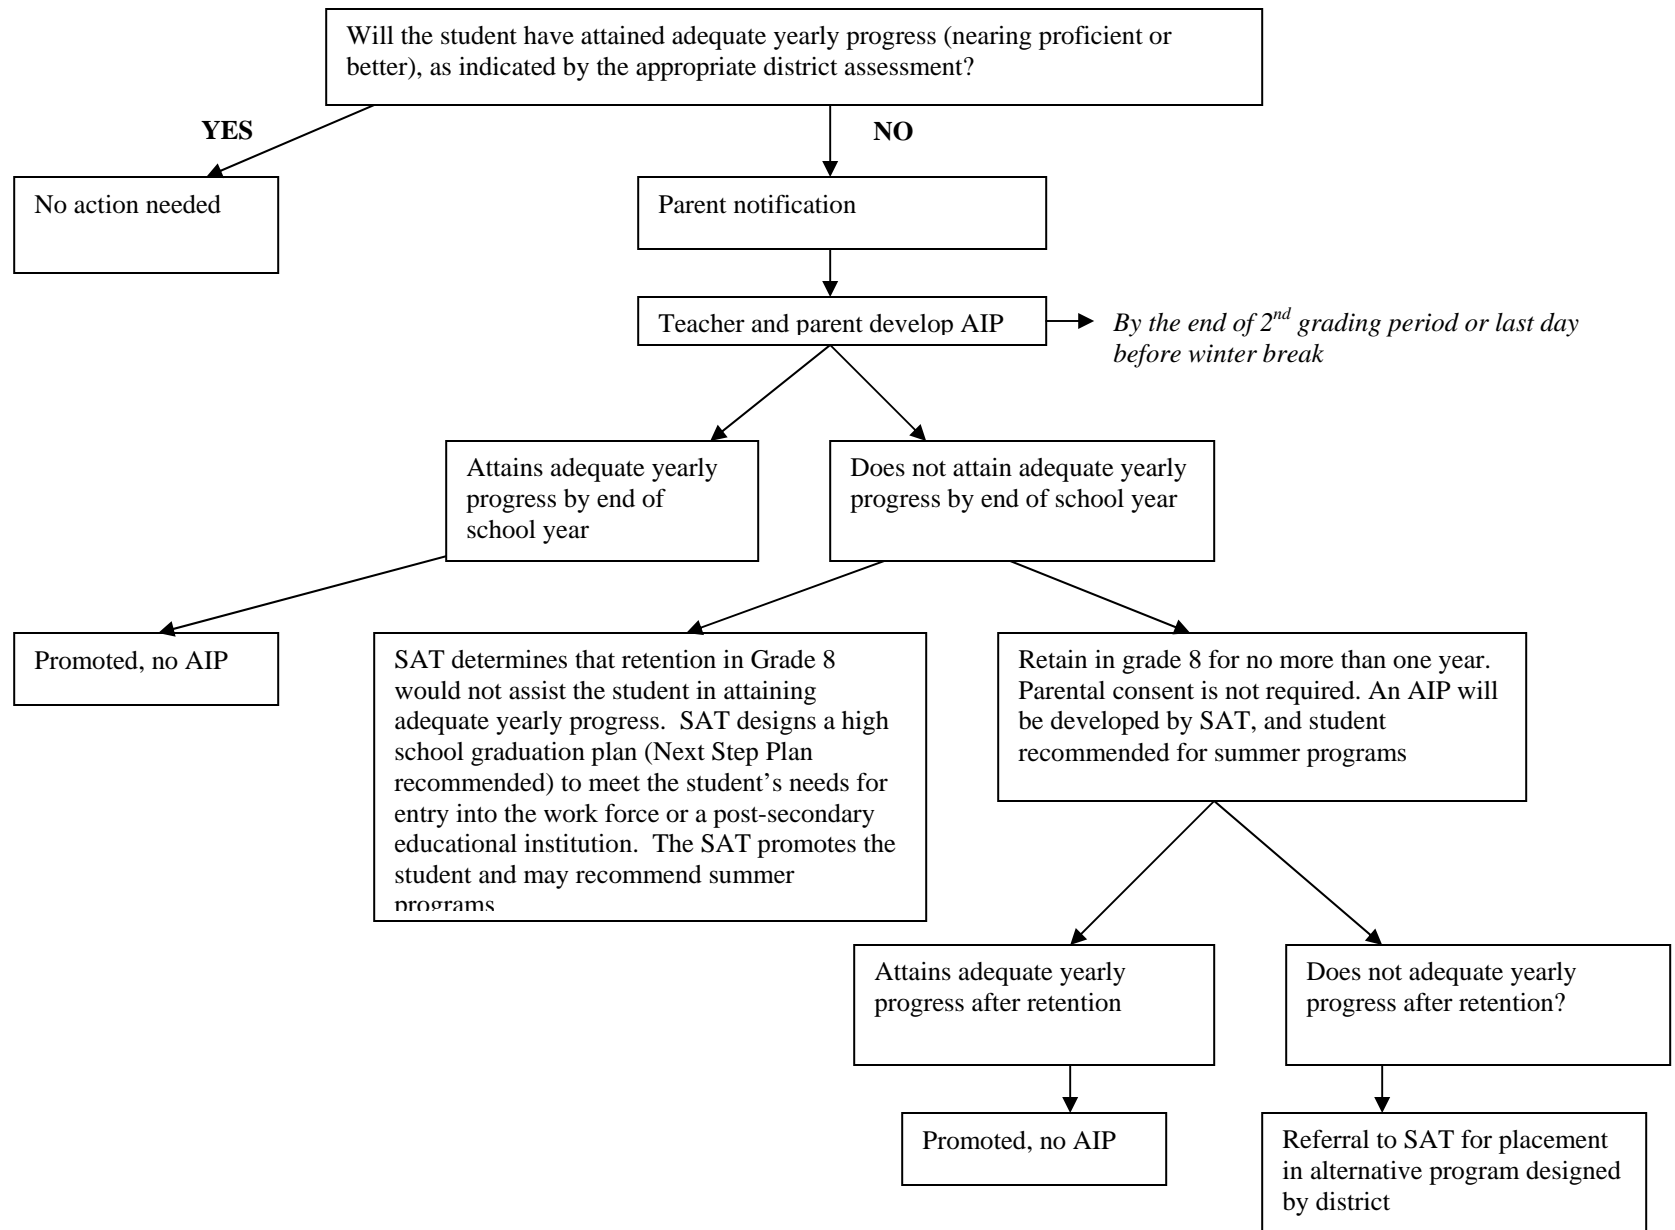 Will the student have attained adequate yearly progress (nearing proficient or
better), as indicated by the appropriate district assessment?
YES
NO
No action needed
Parent notification
Teacher and parent develop AIP
By the end of 2nd grading period or last day
before winter break
Attains adequate yearly
progress by end of
school year
Does not attain adequate yearly
progress by end of school year
Promoted, no AIP
SAT determines that retention in Grade 8
would not assist the student in attaining
adequate yearly progress.  SAT designs a high
school graduation plan (Next Step Plan
recommended) to meet the student’s needs for
entry into the work force or a post-secondary
educational institution.  The SAT promotes the
student and may recommend summer
programs
Retain in grade 8 for no more than one year.
Parental consent is not required. An AIP will
be developed by SAT, and student
recommended for summer programs
Attains adequate yearly
progress after retention
Does not adequate yearly
progress after retention?
Promoted, no AIP
Referral to SAT for placement
in alternative program designed
by district